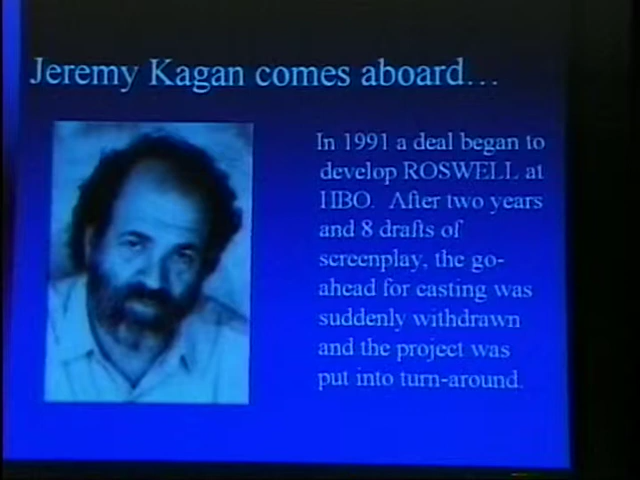 Jeremy Kagan comes aboard…
In 1991 a deal began to
develop ROSWELL at
HBO. After two years
and 8 drafts of
screenplay, the go-
ahead for casting was
suddenly withdrawn
and the project was
put into turn-around.